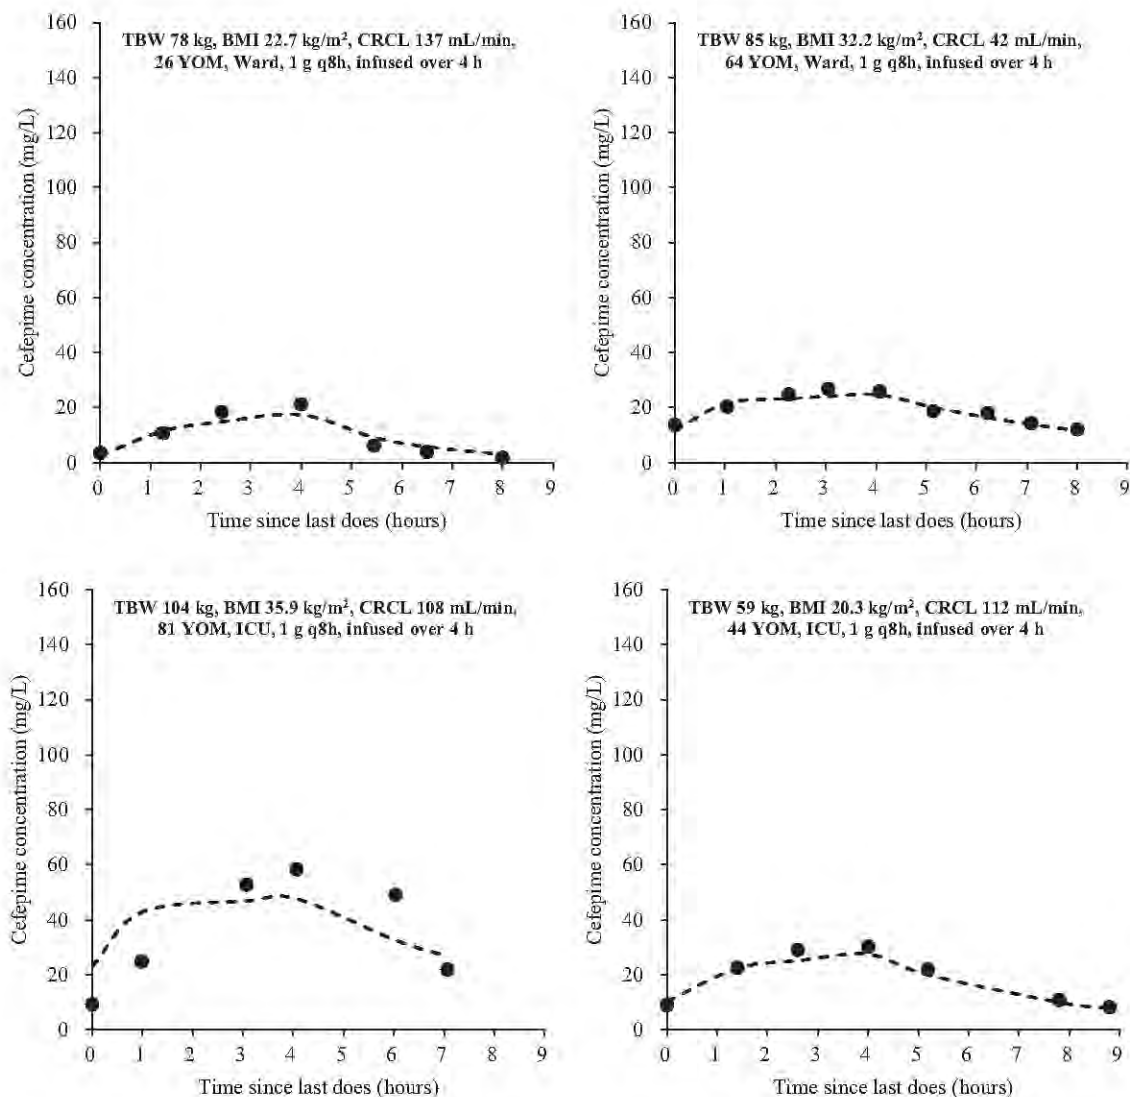 TBW 78 kg, BMI 22.7 kg/m², CRCL 137 mL/min,
26 YOM, Ward, 1 g q8h, infused over 4 h
Cefepime concentration (mg/L)
160
140
120
100
80
60
40
20
0
0 1 2 3 4 5 6 7 8 9
Time since last does (hours)
TBW 85 kg, BMI 32.2 kg/m², CRCL 42 mL/min,
64 YOM, Ward, 1 g q8h, infused over 4 h
Cefepime concentration (mg/L)
160
140
120
100
80
60
40
20
0
0 1 2 3 4 5 6 7 8 9
Time since last does (hours)
TBW 104 kg, BMI 35.9 kg/m², CRCL 108 mL/min,
81 YOM, ICU, 1 g q8h, infused over 4 h
Cefepime concentration (mg/L)
160
140
120
100
80
60
40
20
0
0 1 2 3 4 5 6 7 8 9
Time since last does (hours)
TBW 59 kg, BMI 20.3 kg/m², CRCL 112 mL/min,
44 YOM, ICU, 1 g q8h, infused over 4 h
Cefepime concentration (mg/L)
160
140
120
100
80
60
40
20
0
0 1 2 3 4 5 6 7 8 9
Time since last does (hours)